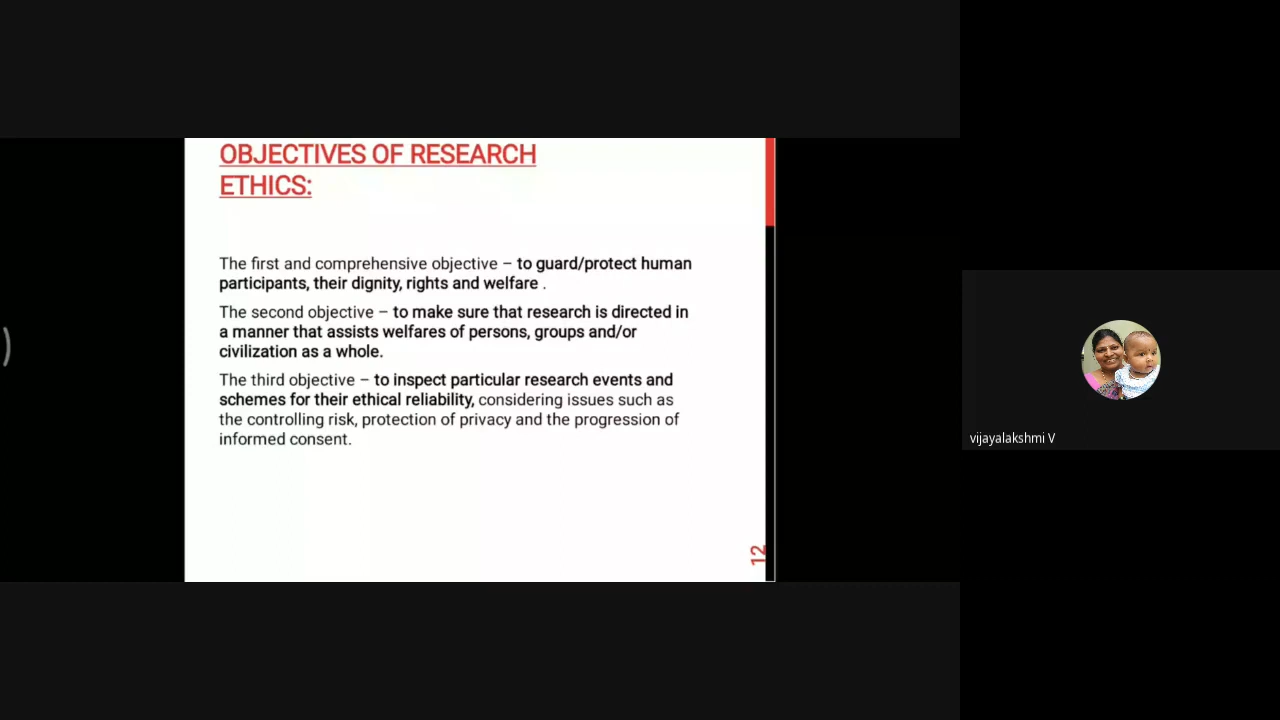 OBJECTIVES OF RESEARCH
ETHICS:
The first and comprehensive objective – to guard/protect human
participants, their dignity, rights and welfare .
The second objective – to make sure that research is directed in
a manner that assists welfares of persons, groups and/or
civilization as a whole.
The third objective – to inspect particular research events and
schemes for their ethical reliability, considering issues such as
the controlling risk, protection of privacy and the progression of
informed consent.
12
vijayalakshmi V